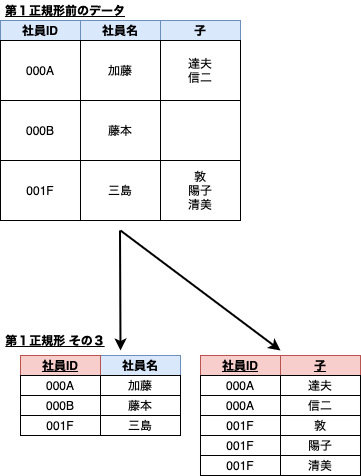 第１正規形前のデータ
社員ID 社員名 子
000A 加藤 達夫
信二
000B 藤本
001F 三島 敦
陽子
清美
第１正規形 その３
社員ID 社員名
000A 加藤
000B 藤本
001F 三島
社員ID 子
000A 達夫
000A 信二
001F 敦
001F 陽子
001F 清美